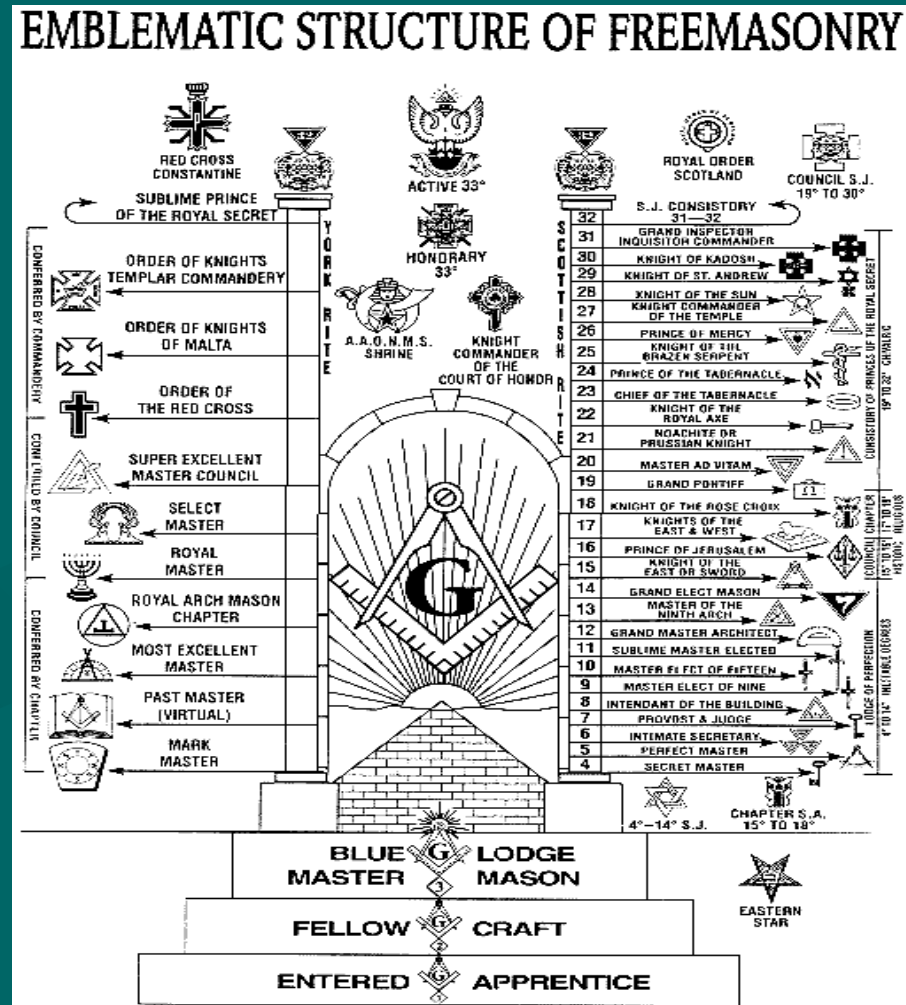 EMBLEMATIC STRUCTURE OF FREEMASONRY
RED CROSS
CONSTANTINE
ACTIVE 33°
ROYAL ORDER
SCOTLAND
COUNCIL S.J.
19° TO 30°
SUBLIME PRINCE
OF THE ROYAL SECRET
HONORARY
33°
A.A.O.N.M.S.
SHRINE
KNIGHT
COMMANDER
OF THE
COURT OF HONOR
YORK RITE
SCOTTISH RITE
CONFERRED BY COMMANDERY
ORDER OF KNIGHTS
TEMPLAR COMMANDERY
ORDER OF KNIGHTS
OF MALTA
ORDER OF
THE RED CROSS
BY COUNCIL
SUPER EXCELLENT
MASTER COUNCIL
SELECT
MASTER
ROYAL
MASTER
CONFERRED BY CHAPTER
ROYAL ARCH MASON
CHAPTER
MOST EXCELLENT
MASTER
PAST MASTER
(VIRTUAL)
MARK
MASTER
G
32 S.J. CONSISTORY
31—32
31 GRAND INSPECTOR
INQUISITOR COMMANDER
30 KNIGHT OF KADOSH
29 KNIGHT OF ST. ANDREW
28 KNIGHT OF THE SUN
27 KNIGHT COMMANDER
OF THE TEMPLE
26 PRINCE OF MERCY
25 KNIGHT OF THE
BRAZEN SERPENT
24 PRINCE OF THE TABERNACLE
23 CHIEF OF THE TABERNACLE
22 KNIGHT OF THE
ROYAL AXE
21 NOACHITE OR
PRUSSIAN KNIGHT
20 MASTER AD VITAM
19 GRAND PONTIFF
18 KNIGHT OF THE ROSE CROIX
17 KNIGHTS OF THE
EAST & WEST
16 PRINCE OF JERUSALEM
15 KNIGHT OF THE
EAST OR SWORD
14 GRAND ELECT MASON
13 MASTER OF THE
NINTH ARCH
12 GRAND MASTER ARCHITECT
11 SUBLIME MASTER ELECTED
10 MASTER ELECT OF FIFTEEN
9 MASTER ELECT OF NINE
8 INTENDANT OF THE BUILDING
7 PROVOST & JUDGE
6 INTIMATE SECRETARY
5 PERFECT MASTER
4 SECRET MASTER
CONSISTORY OF PRINCES OF THE ROYAL SECRET
19° TO 32° CHIVALRIC
CHAPTER
17° TO 18°
RELIGIOUS
COUNCIL
15° TO 16°
HISTORIC
LODGE OF PERFECTION
4° TO 14° INEFFABLE DEGREES
4°–14° S.J.
CHAPTER S.A.
15° TO 18°
BLUE G LODGE
MASTER 3 MASON
FELLOW G CRAFT
2
ENTERED G APPRENTICE
1
EASTERN
STAR